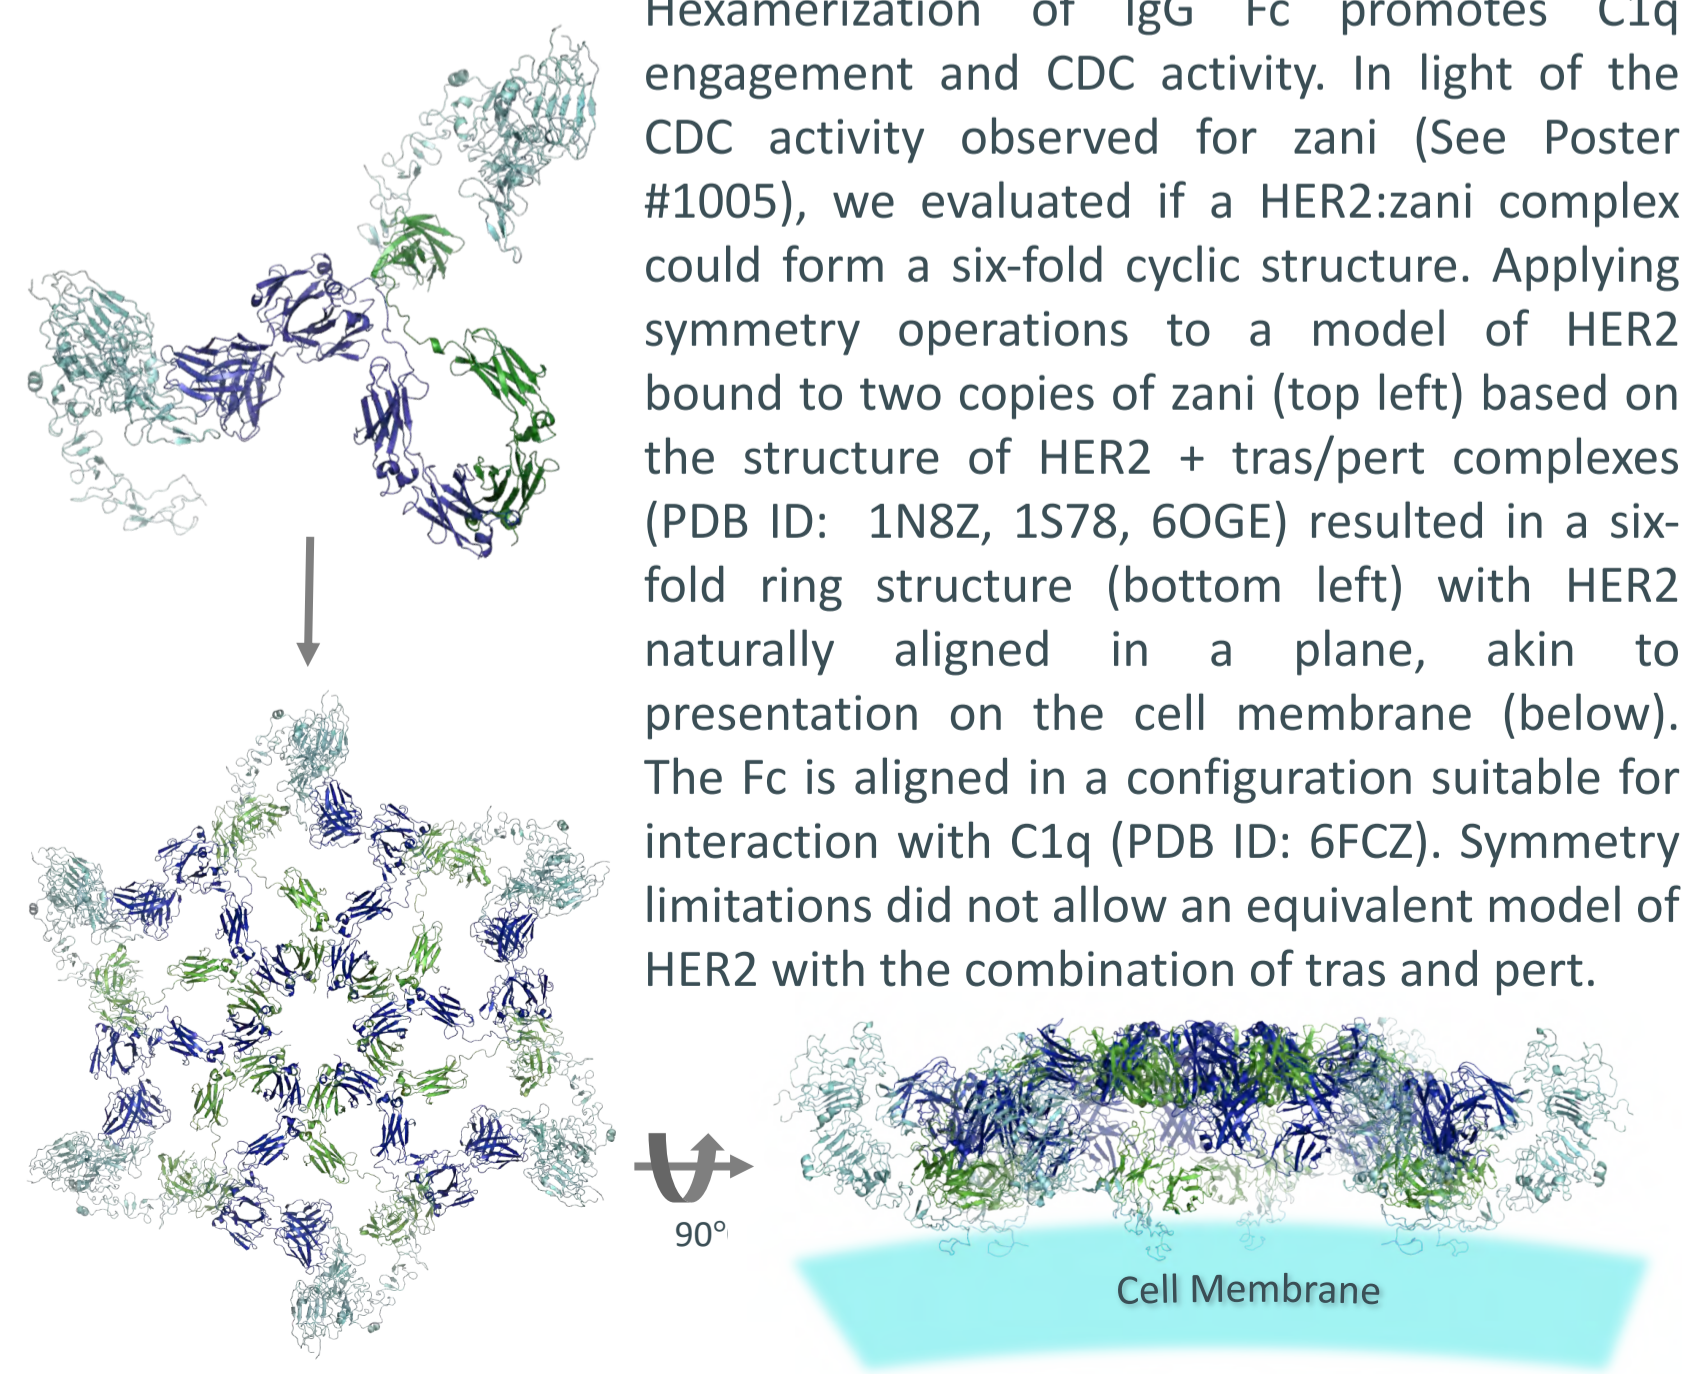 Hexamerization of IgG Fc promotes C1q
engagement and CDC activity. In light of the
CDC activity observed for zani (See Poster
#1005), we evaluated if a HER2:zani complex
could form a six-fold cyclic structure. Applying
symmetry operations to a model of HER2
bound to two copies of zani (top left) based on
the structure of HER2 + tras/pert complexes
(PDB ID: 1N8Z, 1S78, 6OGE) resulted in a six-
fold ring structure (bottom left) with HER2
naturally aligned in a plane, akin to
presentation on the cell membrane (below).
The Fc is aligned in a configuration suitable for
interaction with C1q (PDB ID: 6FCZ). Symmetry
limitations did not allow an equivalent model of
HER2 with the combination of tras and pert.
90°
Cell Membrane